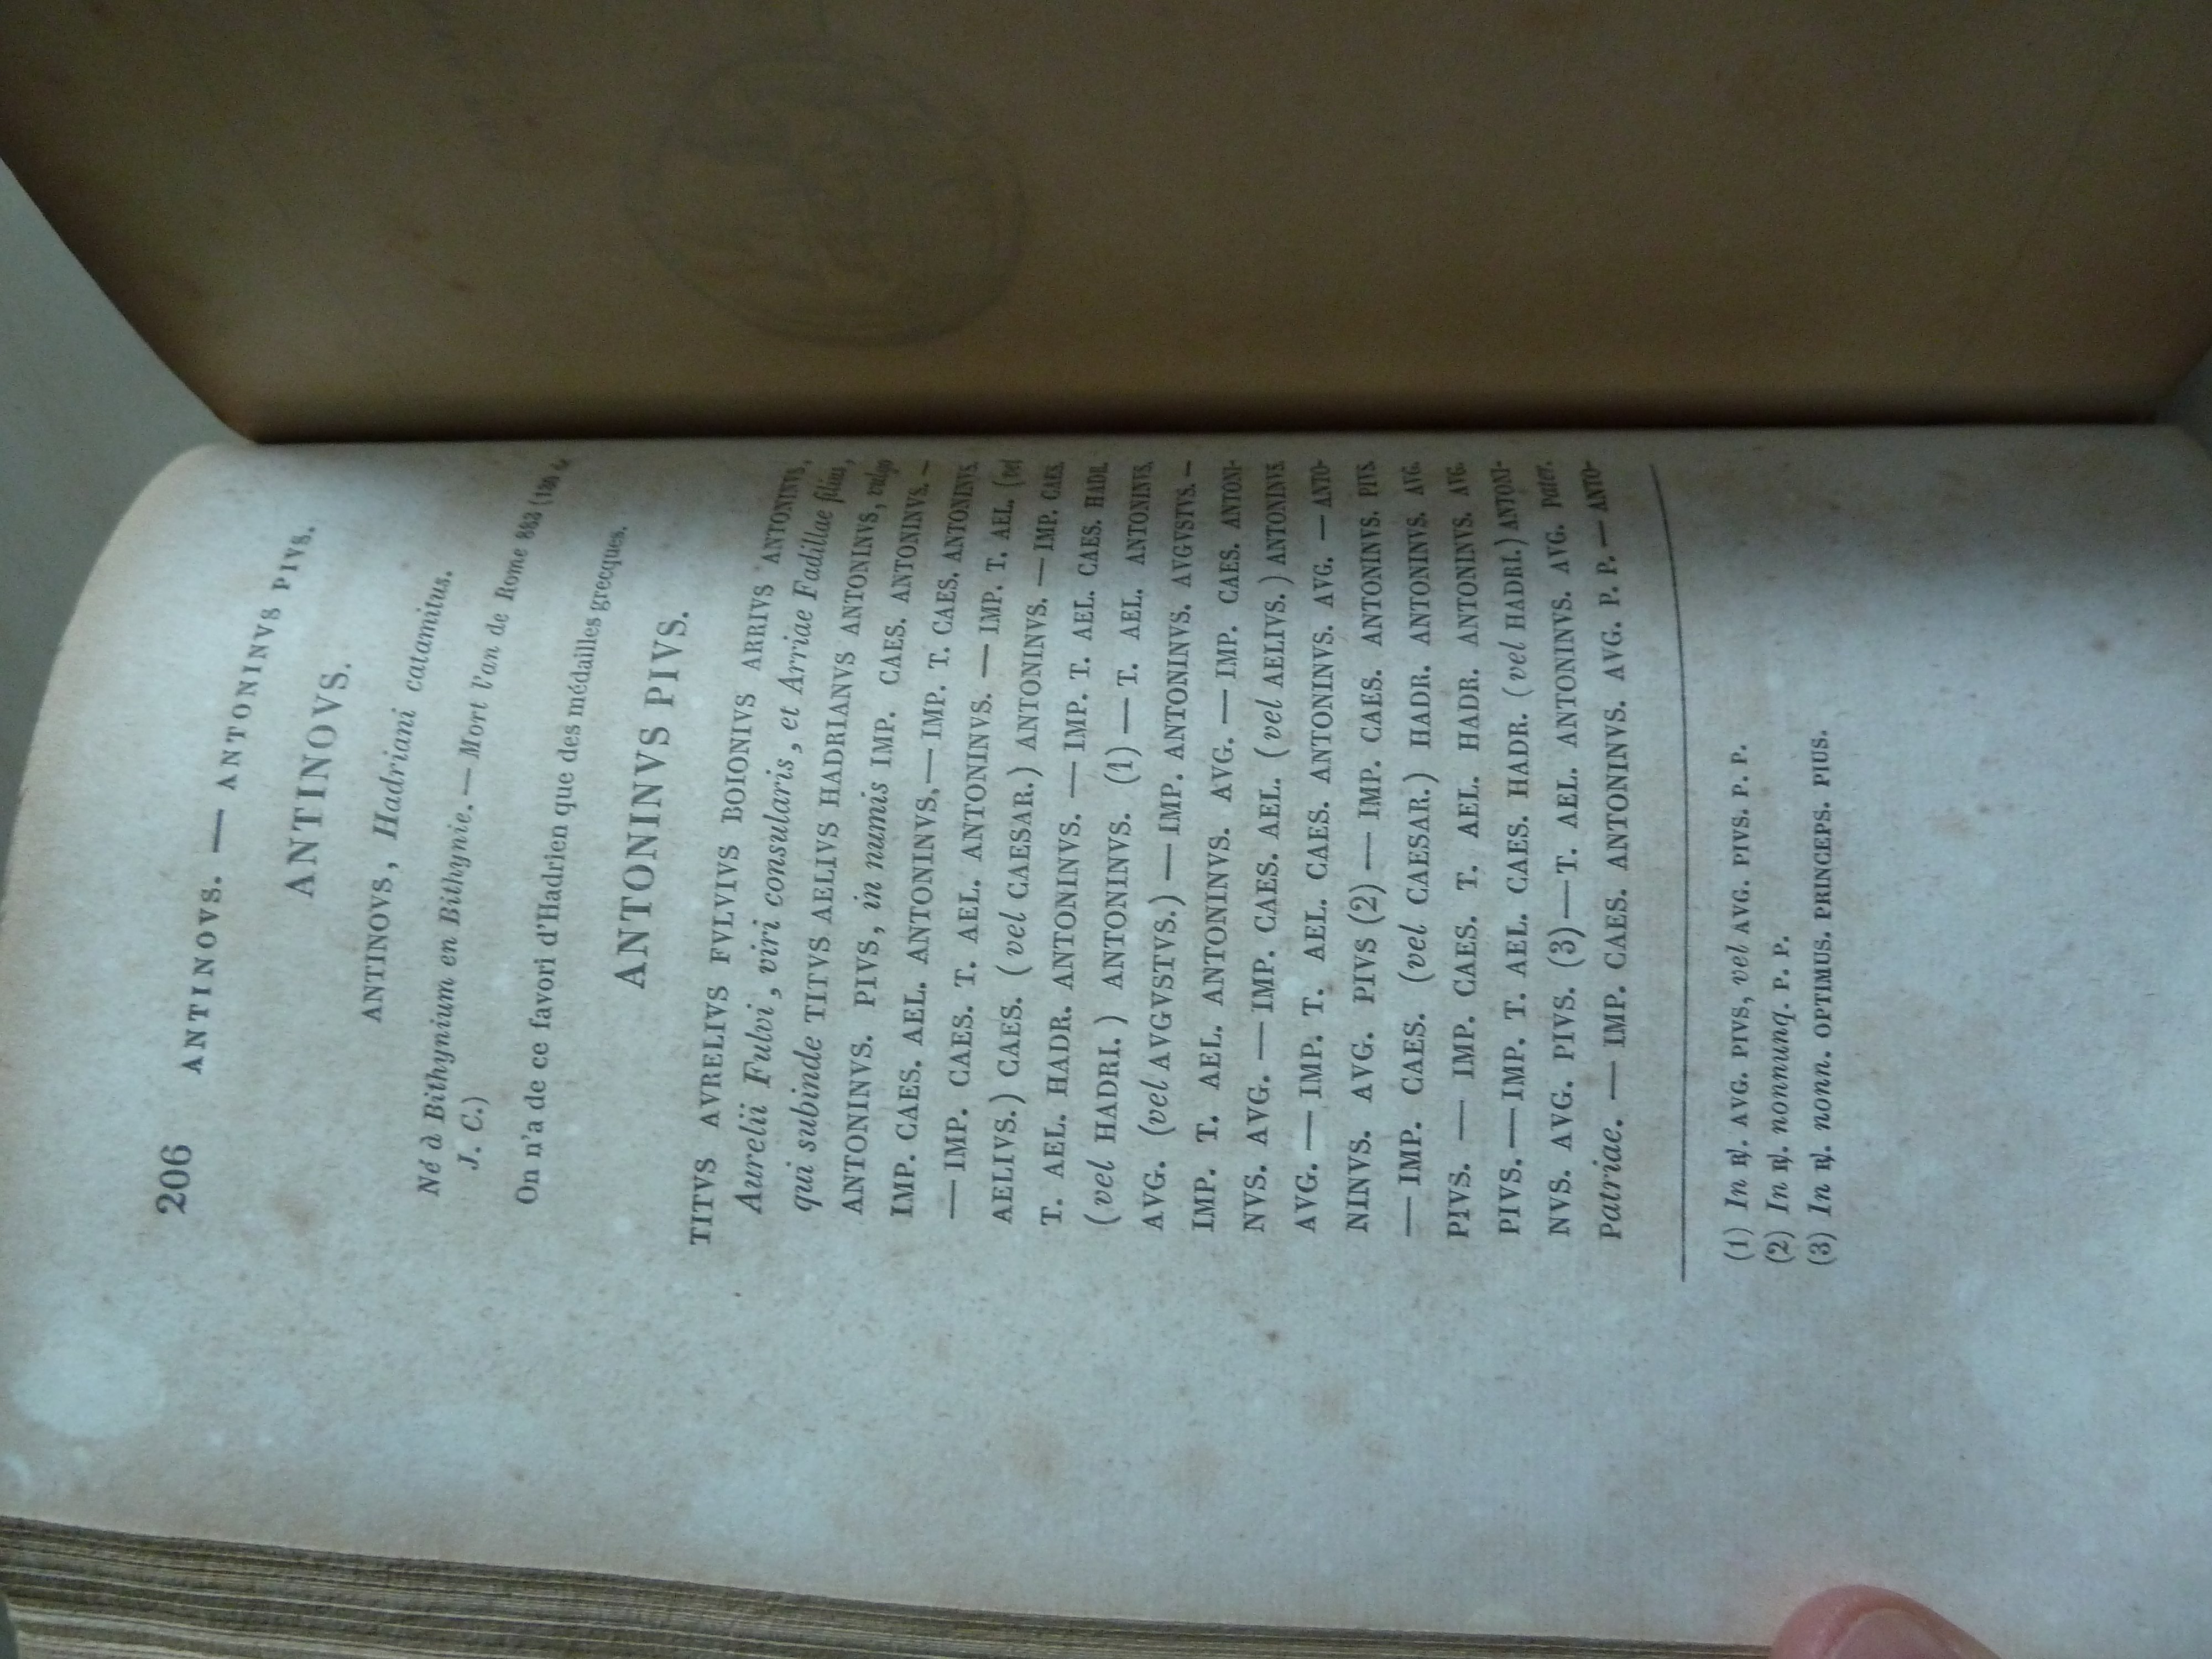 206 ANTINOVS. — ANTONINVS PIVS.
ANTINOVS.
ANTINOVS, Hadriani catamitus.
Né à Bithynium en Bithynie. — Mort l'an de Rome 883 (130 de
J. C.)
On n'a de ce favori d'Hadrien que des médailles grecques.
ANTONINVS PIVS.
TITVS AVRELIVS FVLVIVS BOIONIVS ARRIVS ANTONINVS,
Aurelii Fulvi, viri consularis, et Arriae Fadillae filius,
qui subinde TITVS AELIVS HADRIANVS ANTONINVS, vulgo
ANTONINVS. PIVS, in numis IMP. CAES. ANTONINVS. —
IMP. CAES. AEL. ANTONINVS. — IMP. T. CAES. ANTONINVS.
— IMP. CAES. T. AEL. ANTONINVS. — IMP. T. AEL. (vel
AELIVS.) CAES. (vel CAESAR.) ANTONINVS. — IMP. CAES.
T. AEL. HADR. ANTONINVS. — IMP. T. AEL. CAES. HADR.
(vel HADRI.) ANTONINVS. (1) — T. AEL. ANTONINVS.
AVG. (vel AVGVSTVS.) — IMP. ANTONINVS. AVGVSTVS. —
IMP. T. AEL. ANTONINVS. AVG. — IMP. CAES. ANTONI-
NVS. AVG. — IMP. CAES. AEL. (vel AELIVS.) ANTONINVS
AVG. — IMP. T. AEL. CAES. ANTONINVS. AVG. — ANTO-
NINVS. AVG. PIVS (2) — IMP. CAES. ANTONINVS. PIVS.
— IMP. CAES. (vel CAESAR.) HADR. ANTONINVS. AVG.
PIVS. — IMP. CAES. T. AEL. HADR. ANTONINVS. AVG.
PIVS. — IMP. T. AEL. CAES. HADR. (vel HADRI.) ANTONI-
NVS. AVG. PIVS. (3) — T. AEL. ANTONINVS. AVG. Pater.
Patriae. — IMP. CAES. ANTONINVS. AVG. P. P. — ANTO-
(1) In ℟. AVG. PIVS, vel AVG. PIVS. P. P.
(2) In ℟. nonnunq. P. P.
(3) In ℟. nonn. OPTIMUS. PRINCEPS. PIUS.